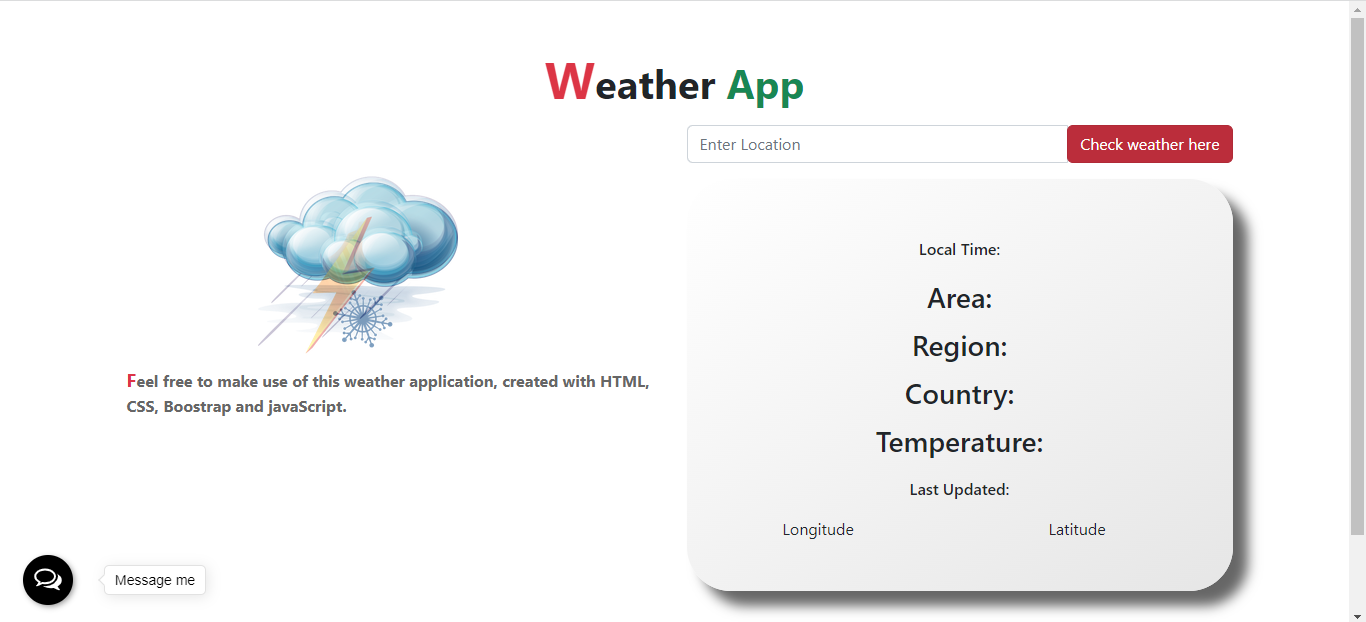 Weather App
Enter Location
Check weather here
Local Time:
Area:
Region:
Country:
Temperature:
Last Updated:
Longitude
Latitude
Feel free to make use of this weather application, created with HTML,
CSS, Boostrap and javaScript.
Message me